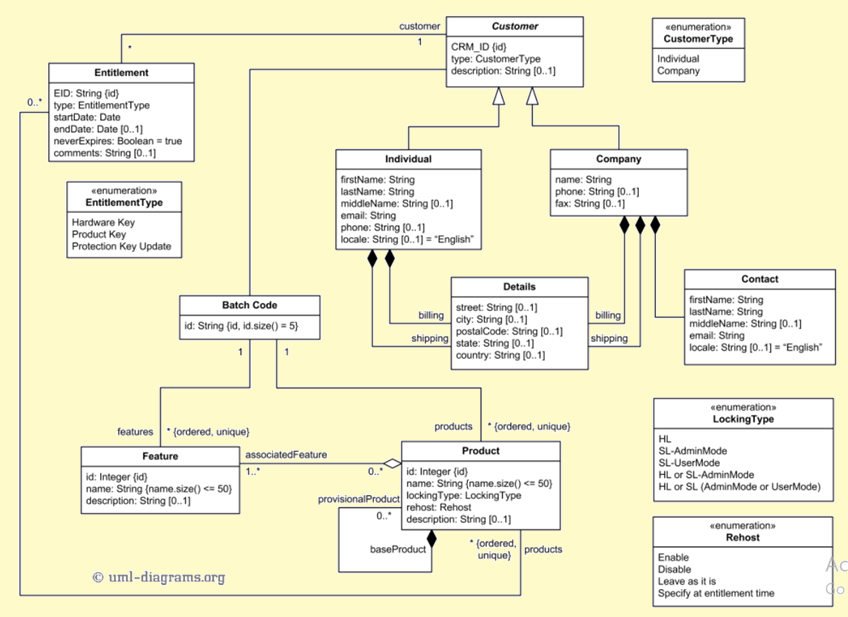 customer
1
*
Customer
CRM_ID {id}
type: CustomerType
description: String [0..1]
«enumeration»
CustomerType
Individual
Company
Entitlement
EID: String {id}
type: EntitlementType
startDate: Date
endDate: Date [0..1]
neverExpires: Boolean = true
comments: String [0..1]
0..*
«enumeration»
EntitlementType
Hardware Key
Product Key
Protection Key Update
Individual
firstName: String
lastName: String
middleName: String [0..1]
email: String
phone: String [0..1]
locale: String [0..1] = “English”
Company
name: String
phone: String [0..1]
fax: String [0..1]
Details
street: String [0..1]
city: String [0..1]
postalCode: String [0..1]
state: String [0..1]
country: String [0..1]
billing
shipping
billing
shipping
Contact
firstName: String
lastName: String
middleName: String [0..1]
email: String
locale: String [0..1] = “English”
Batch Code
id: String {id, id.size() = 5}
1
1
features
* {ordered, unique}
products
* {ordered, unique}
Feature
id: Integer {id}
name: String {name.size() <= 50}
description: String [0..1]
associatedFeature
1..*
0..*
Product
id: Integer {id}
name: String {name.size() <= 50}
lockingType: LockingType
rehost: Rehost
description: String [0..1]
provisionalProduct
0..*
baseProduct
* {ordered,
unique}
products
«enumeration»
LockingType
HL
SL-AdminMode
SL-UserMode
HL or SL-AdminMode
HL or SL (AdminMode or UserMode)
«enumeration»
Rehost
Enable
Disable
Leave as it is
Specify at entitlement time
© uml-diagrams.org